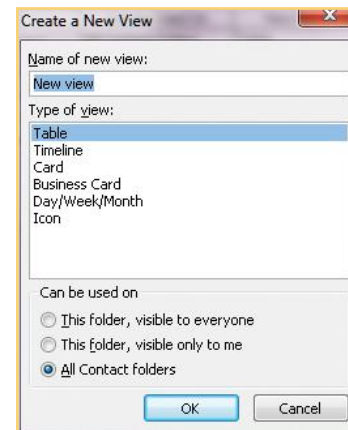 Create a New View
Name of new view:
New view
Type of view:
Table
Timeline
Card
Business Card
Day/Week/Month
Icon
Can be used on
This folder, visible to everyone
This folder, visible only to me
All Contact folders
OK Cancel